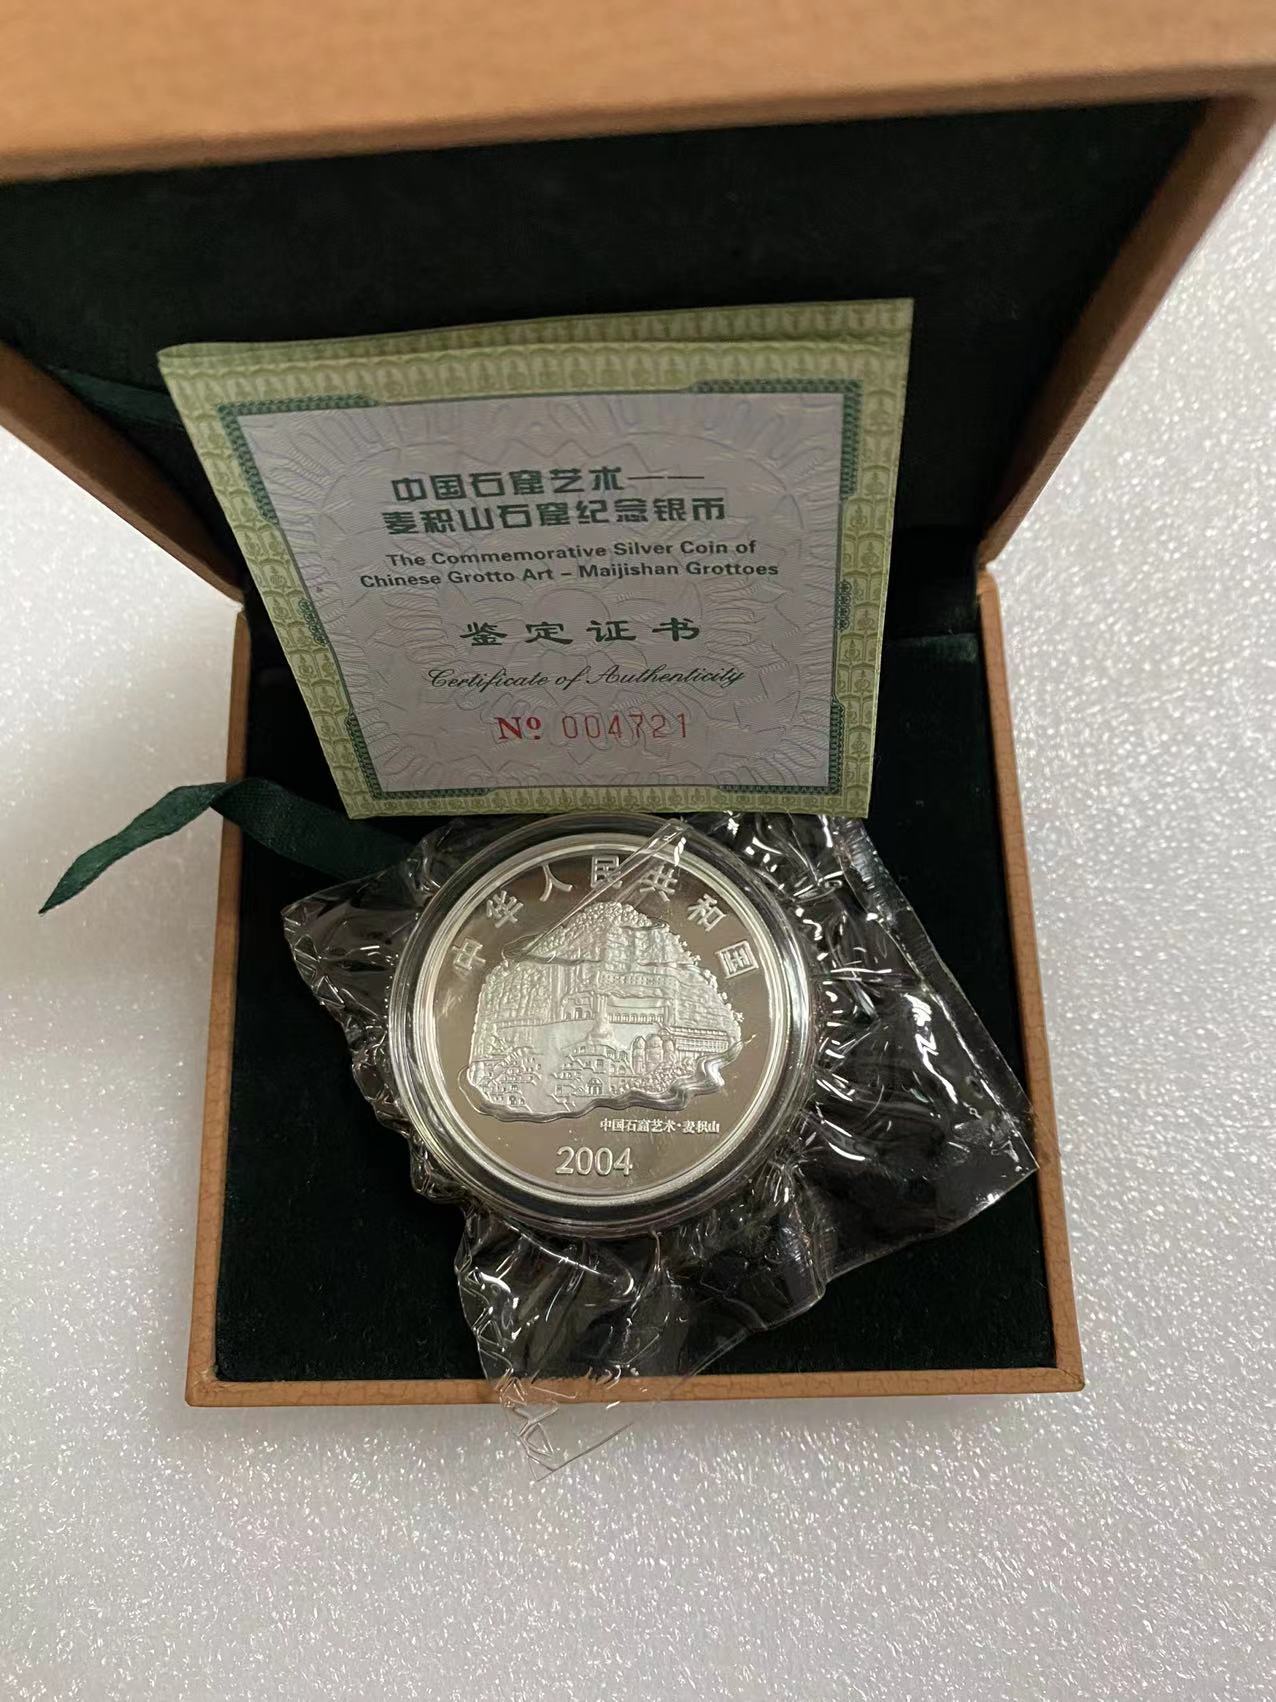 中国石窟艺术——
麦积山石窟纪念银币
The Commemorative Silver Coin of
Chinese Grotto Art – Maijishan Grottoes
鉴定证书
Certificate of Authenticity
Nº 004721
中华人民共和国
中国石窟艺术·麦积山
2004